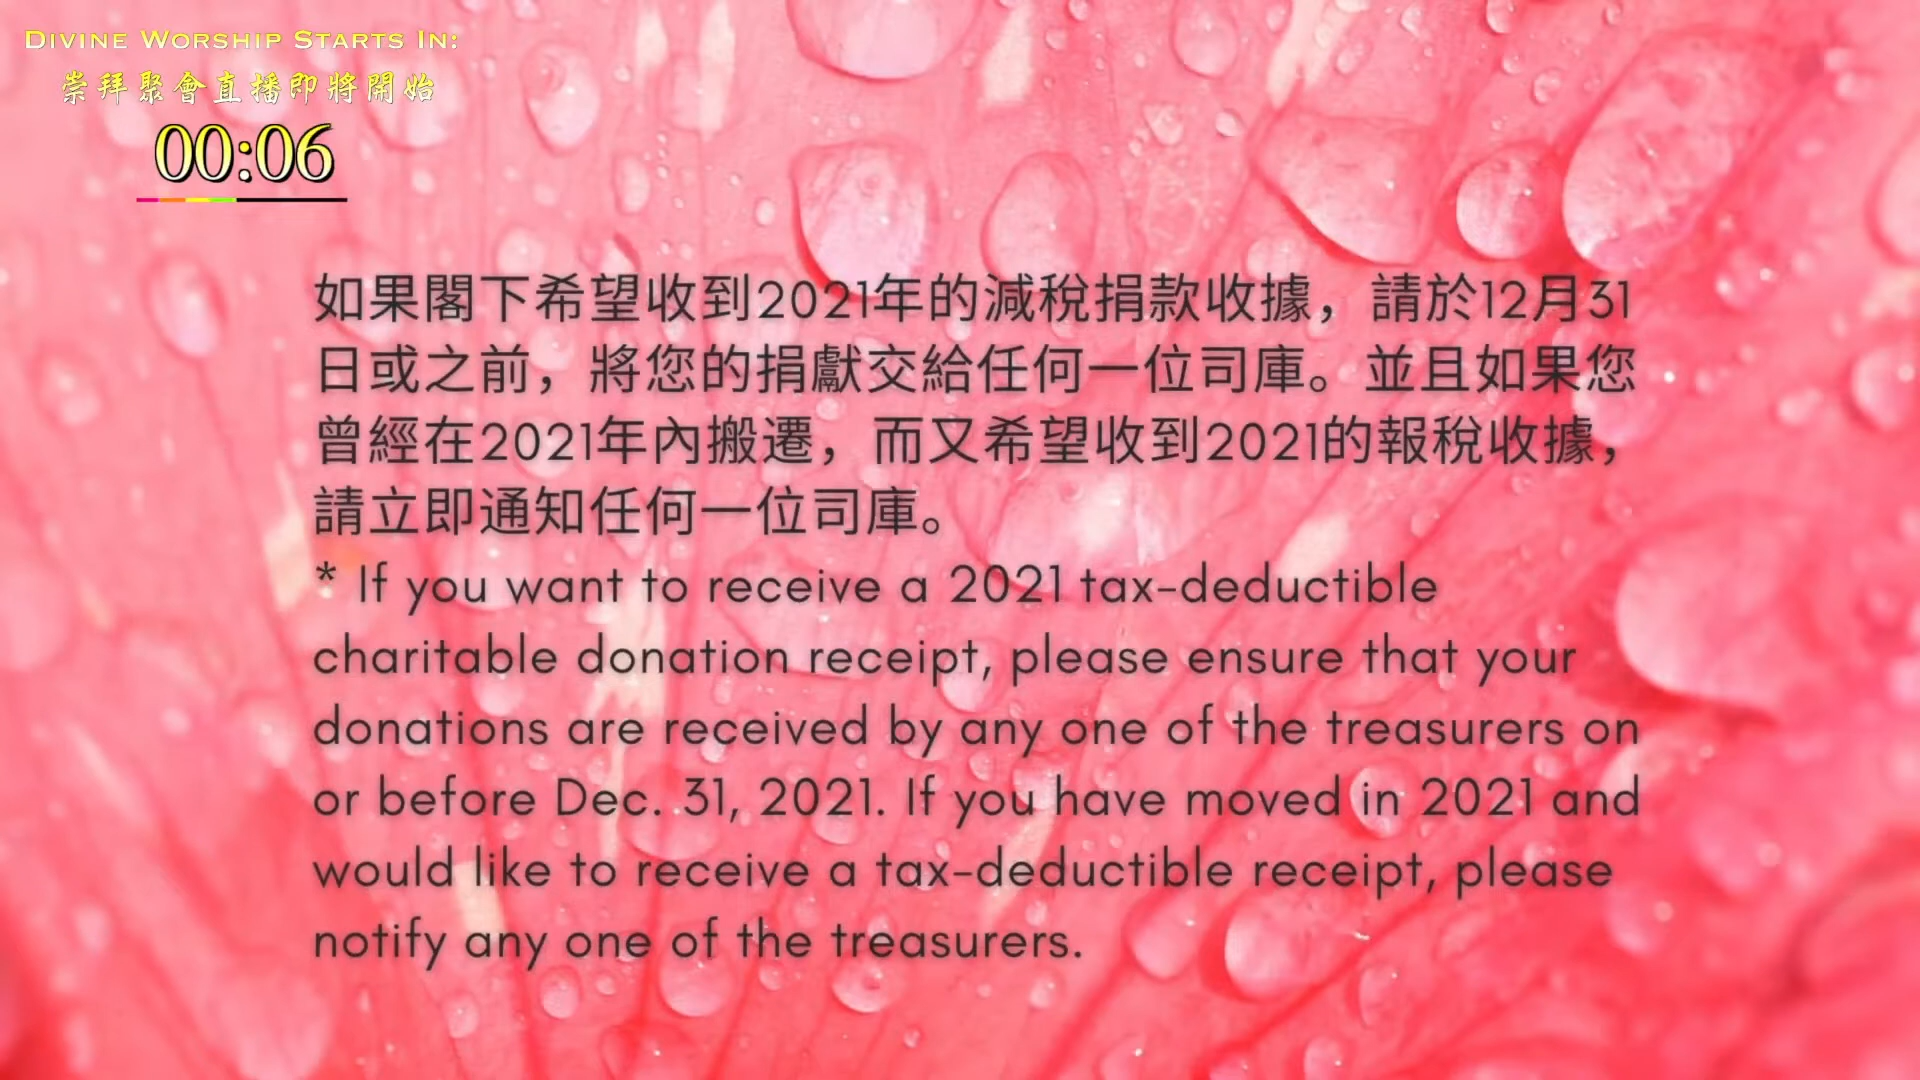 DIVINE WORSHIP STARTS IN:
崇拜聚會直播即將開始
00:06
如果閣下希望收到2021年的減稅捐款收據，請於12月31
日或之前，將您的捐獻交給任何一位司庫。並且如果您
曾經在2021年內搬遷，而又希望收到2021的報稅收據，
請立即通知任何一位司庫。
* If you want to receive a 2021 tax-deductible
charitable donation receipt, please ensure that your
donations are received by any one of the treasurers on
or before Dec. 31, 2021. If you have moved in 2021 and
would like to receive a tax-deductible receipt, please
notify any one of the treasurers.